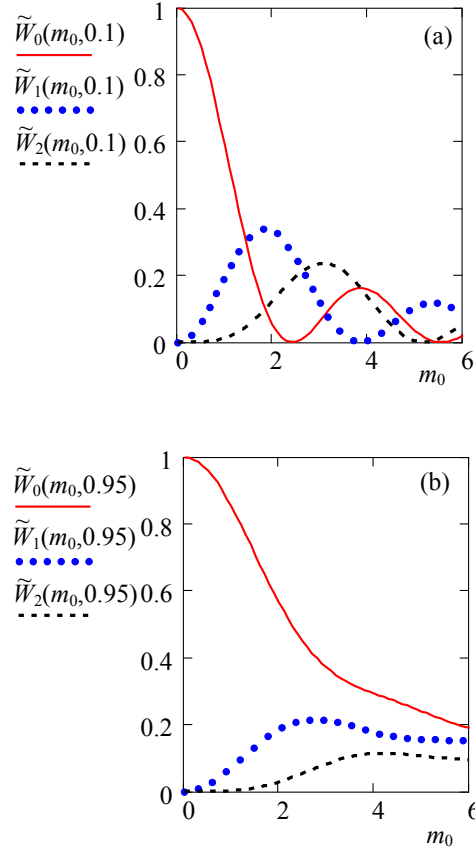 W̃₀(m₀,0.1)
W̃₁(m₀,0.1)
W̃₂(m₀,0.1)
(a)
1
0.8
0.6
0.4
0.2
0
0 2 4 6
m₀
W̃₀(m₀,0.95)
W̃₁(m₀,0.95)
W̃₂(m₀,0.95)
(b)
1
0.8
0.6
0.4
0.2
0
0 2 4 6
m₀